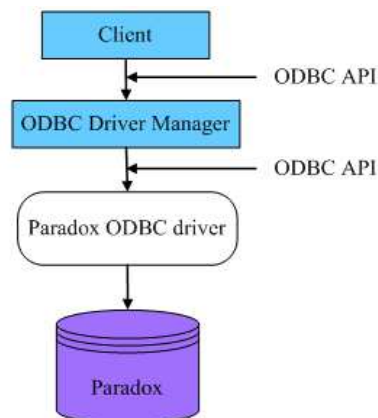 Client
ODBC API
ODBC Driver Manager
ODBC API
Paradox ODBC driver
Paradox